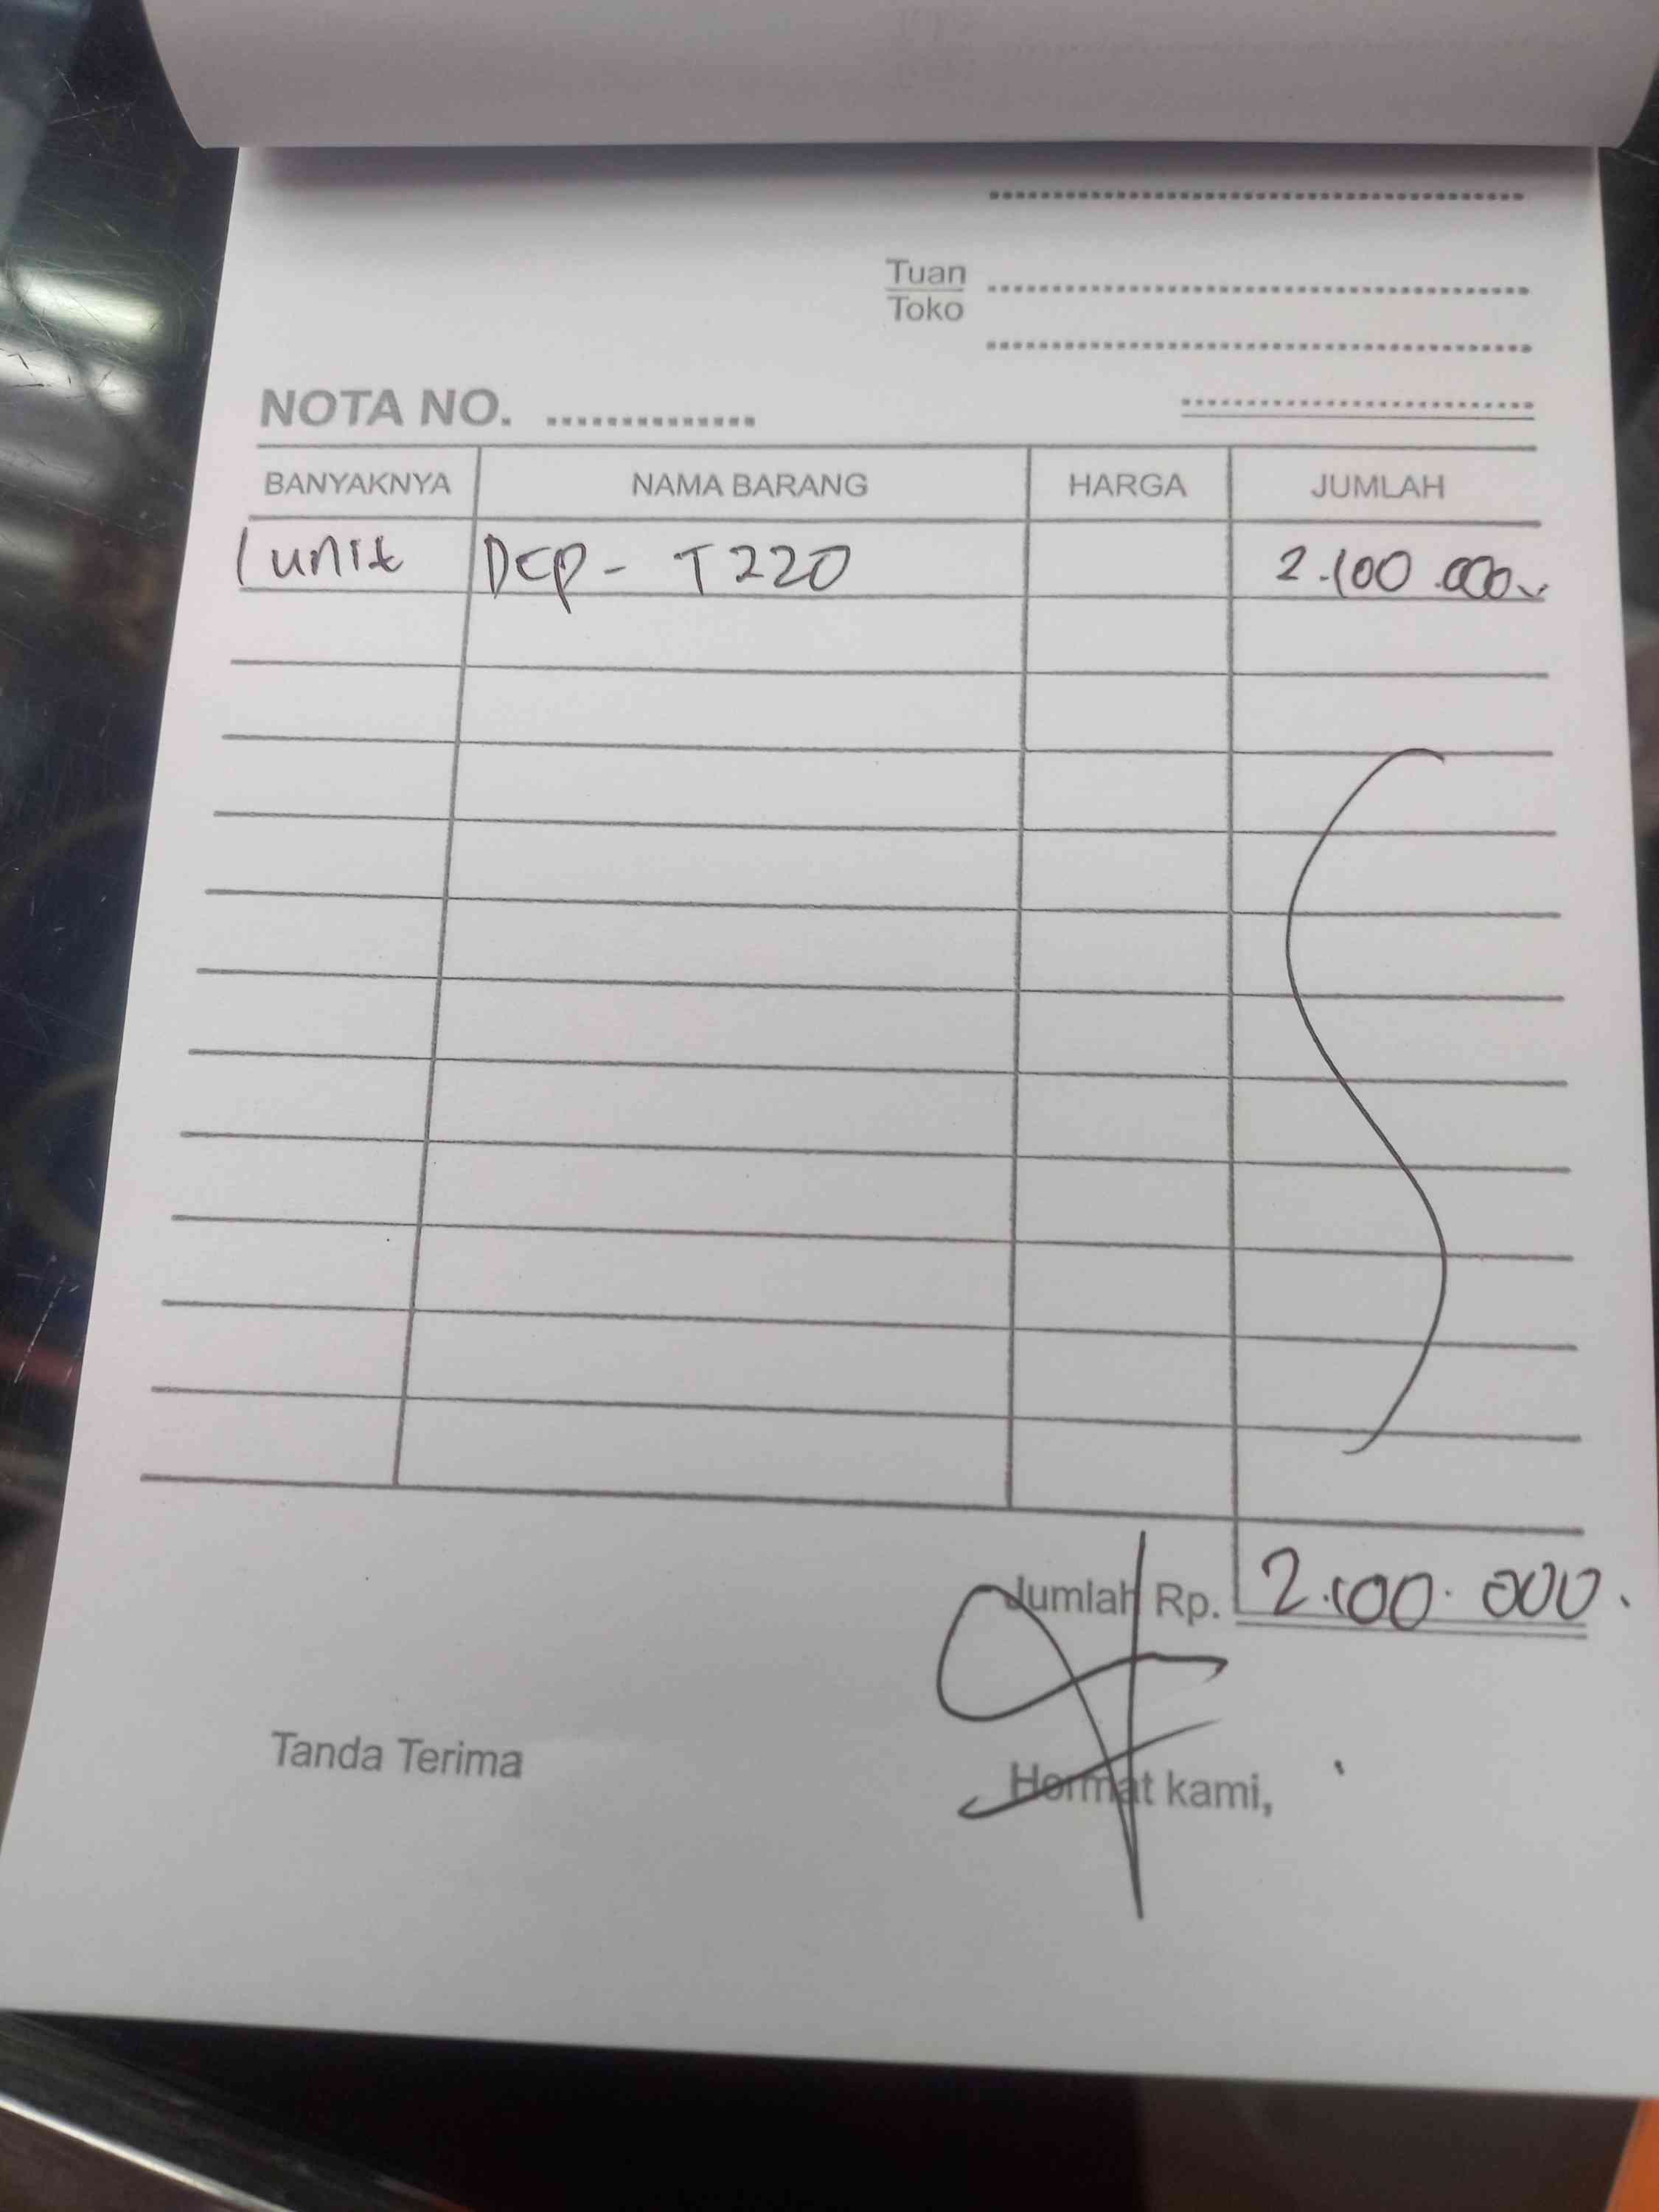 Tuan
Toko
NOTA NO. ..............
BANYAKNYA NAMA BARANG HARGA JUMLAH
1 unit DCP - T220 2.100.000,-
Jumlah Rp. 2.100.000.
Tanda Terima Hormat kami,